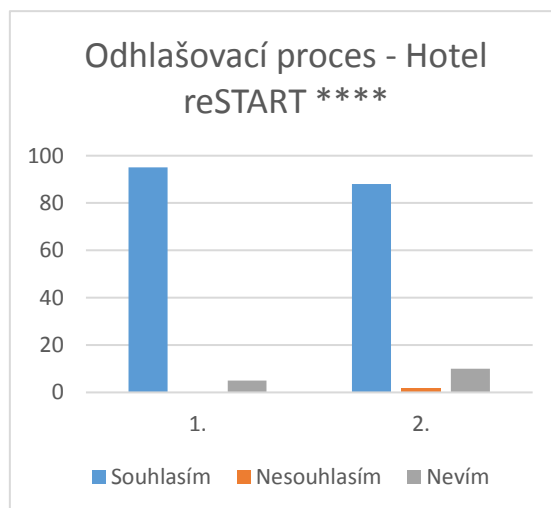 Odhlašovací proces - Hotel
reSTART ****
100
80
60
40
20
0
1.
2.
Souhlasím
Nesouhlasím
Nevím